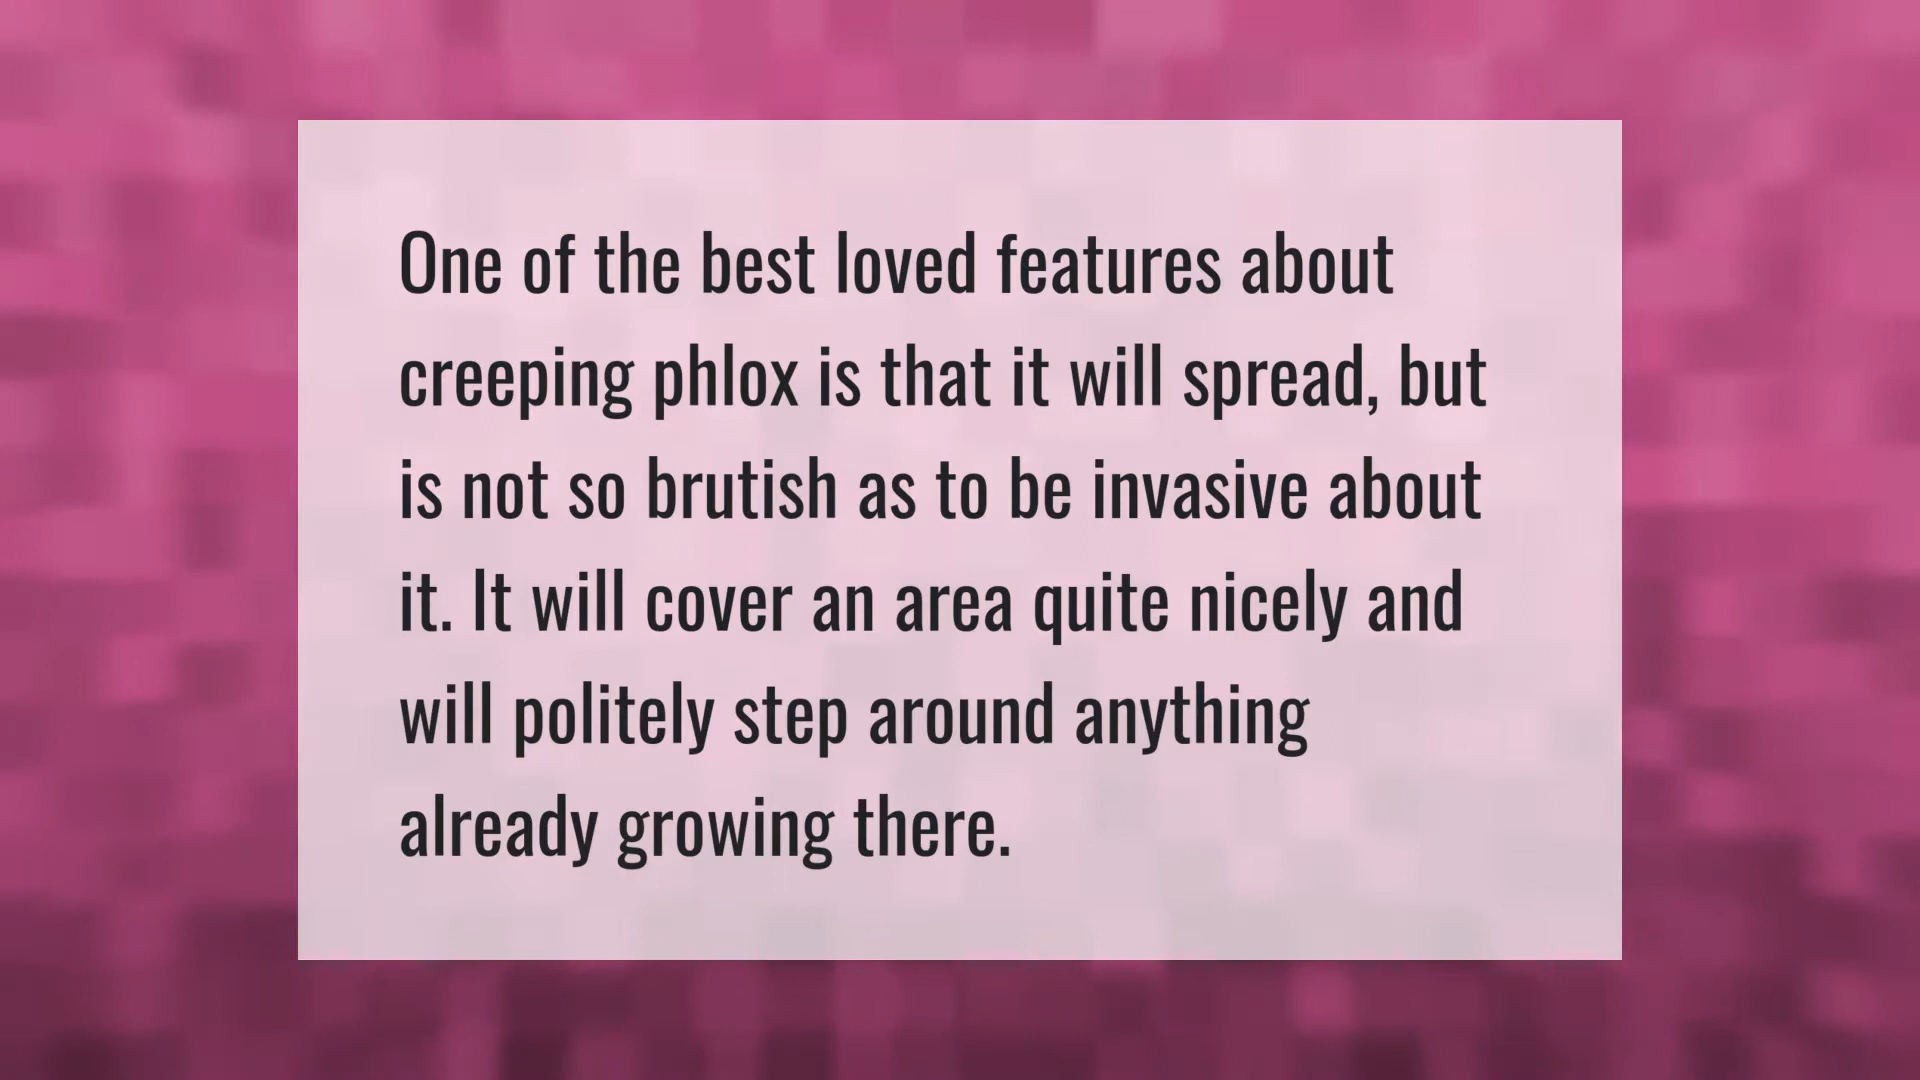 One of the best loved features about
creeping phlox is that it will spread, but
is not so brutish as to be invasive about
it. It will cover an area quite nicely and
will politely step around anything
already growing there.